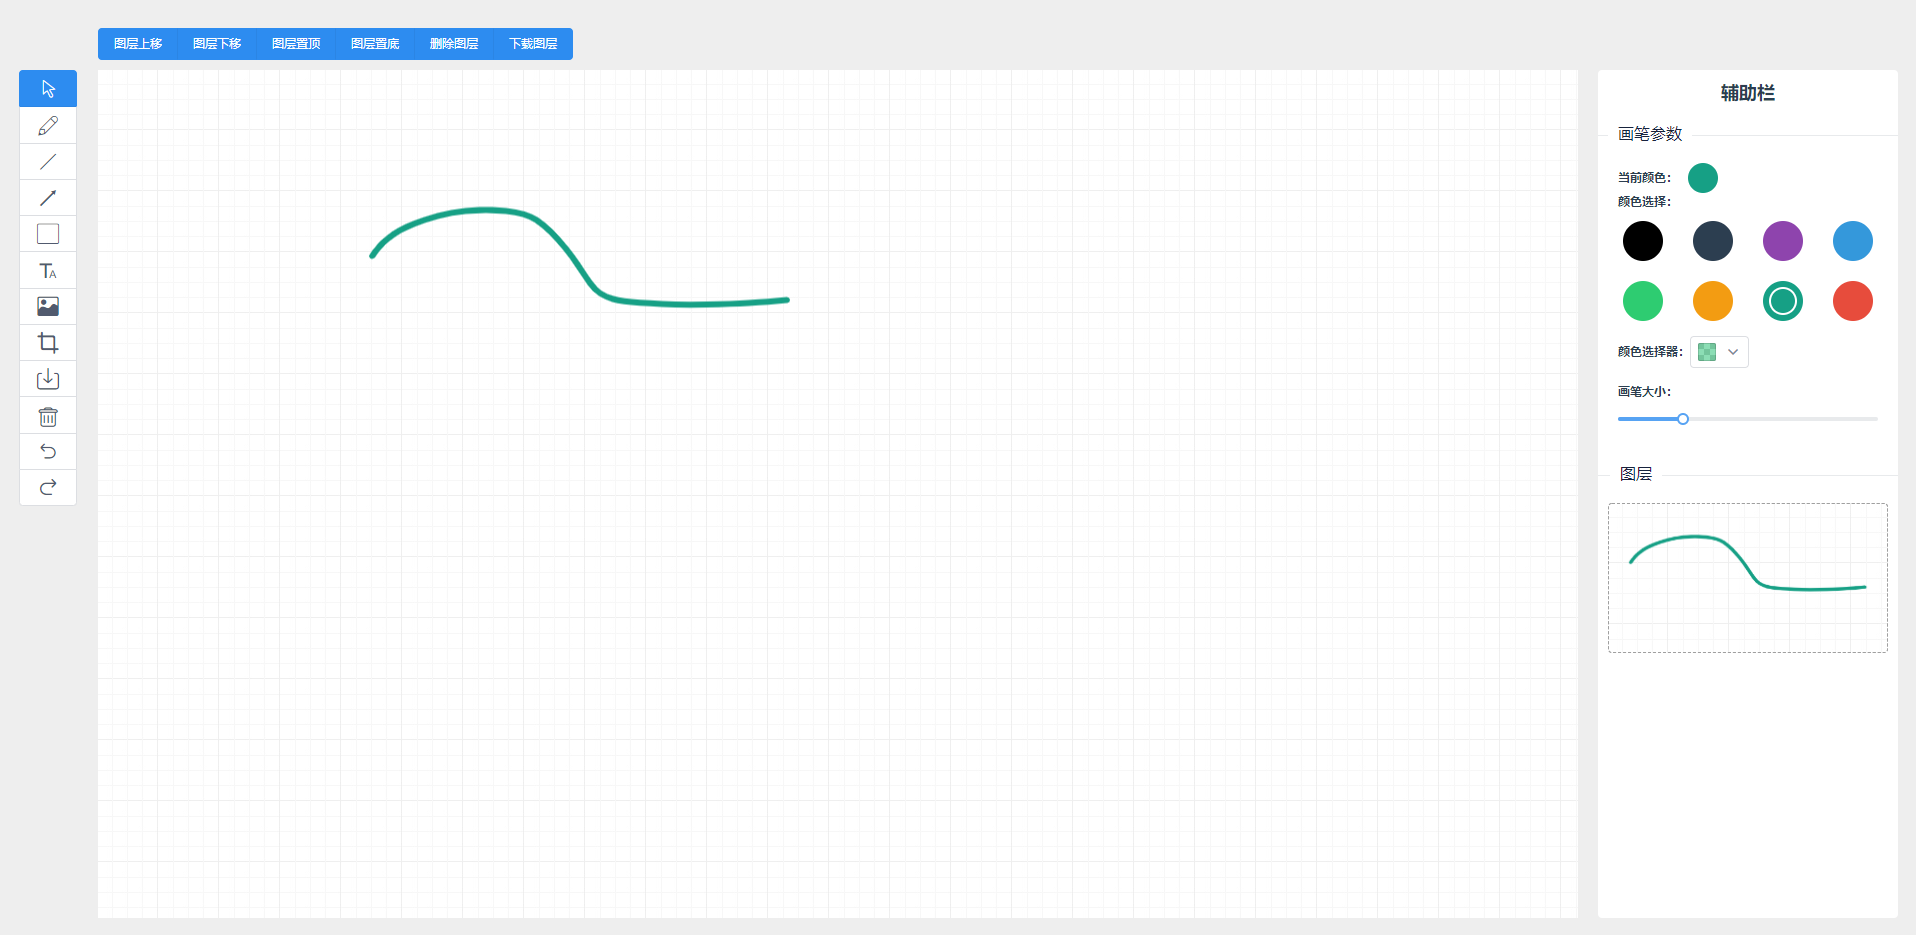 图层上移 图层下移 图层置顶 图层置底 删除图层 下载图层
辅助栏
画笔参数
当前颜色：
颜色选择：
颜色选择器：
画笔大小：
图层